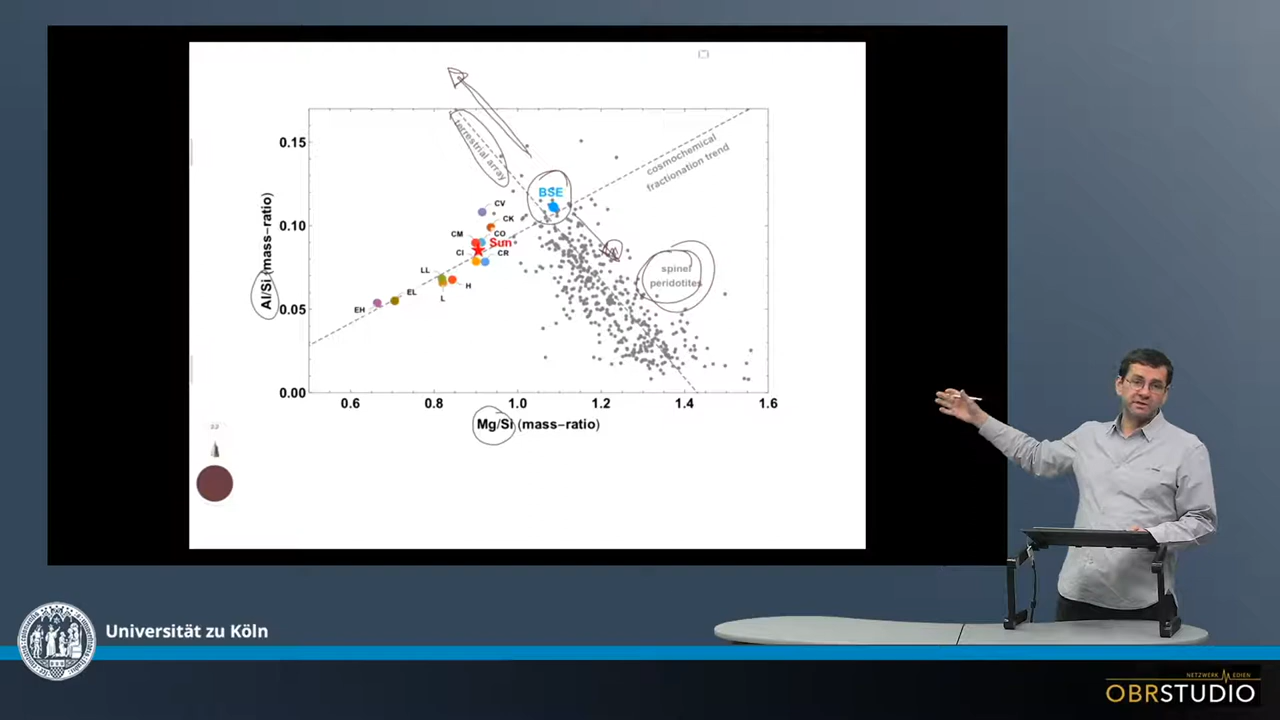 0.15
0.10
0.05
0.00
0.6
0.8
1.0
1.2
1.4
1.6
Al/Si (mass-ratio)
Mg/Si (mass-ratio)
terrestrial array
cosmochemical
fractionation trend
BSE
CV
CK
CM
CO
Sun
CI
CR
LL
H
L
EL
EH
spinel
peridotites
Universität zu Köln
NETZWERK MEDIEN
OBRSTUDIO